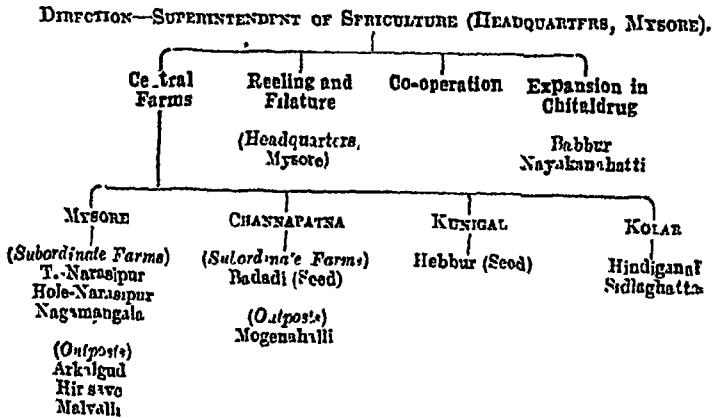 DIRECTION—SUPERINTENDENT OF SERICULTURE (HEADQUARTERS, MYSORE).
Central Farms
Reeling and Filature
(Headquarters, Mysore)
Co-operation
Expansion in Chitaldrug
Babbur
Nayakanahatti
MYSORE
(Subordinate Farms)
T.-Narasipur
Hole-Narasipur
Nagamangala
(Outposts)
Arkalgud
Hirsave
Malvalli
CHANNAPATNA
(Subordinate Farms)
Badadi (Seed)
(Outposts)
Mogenahalli
KUNIGAL
Hebbur (Seed)
KOLAR
Hindiganal
Sidlaghatta